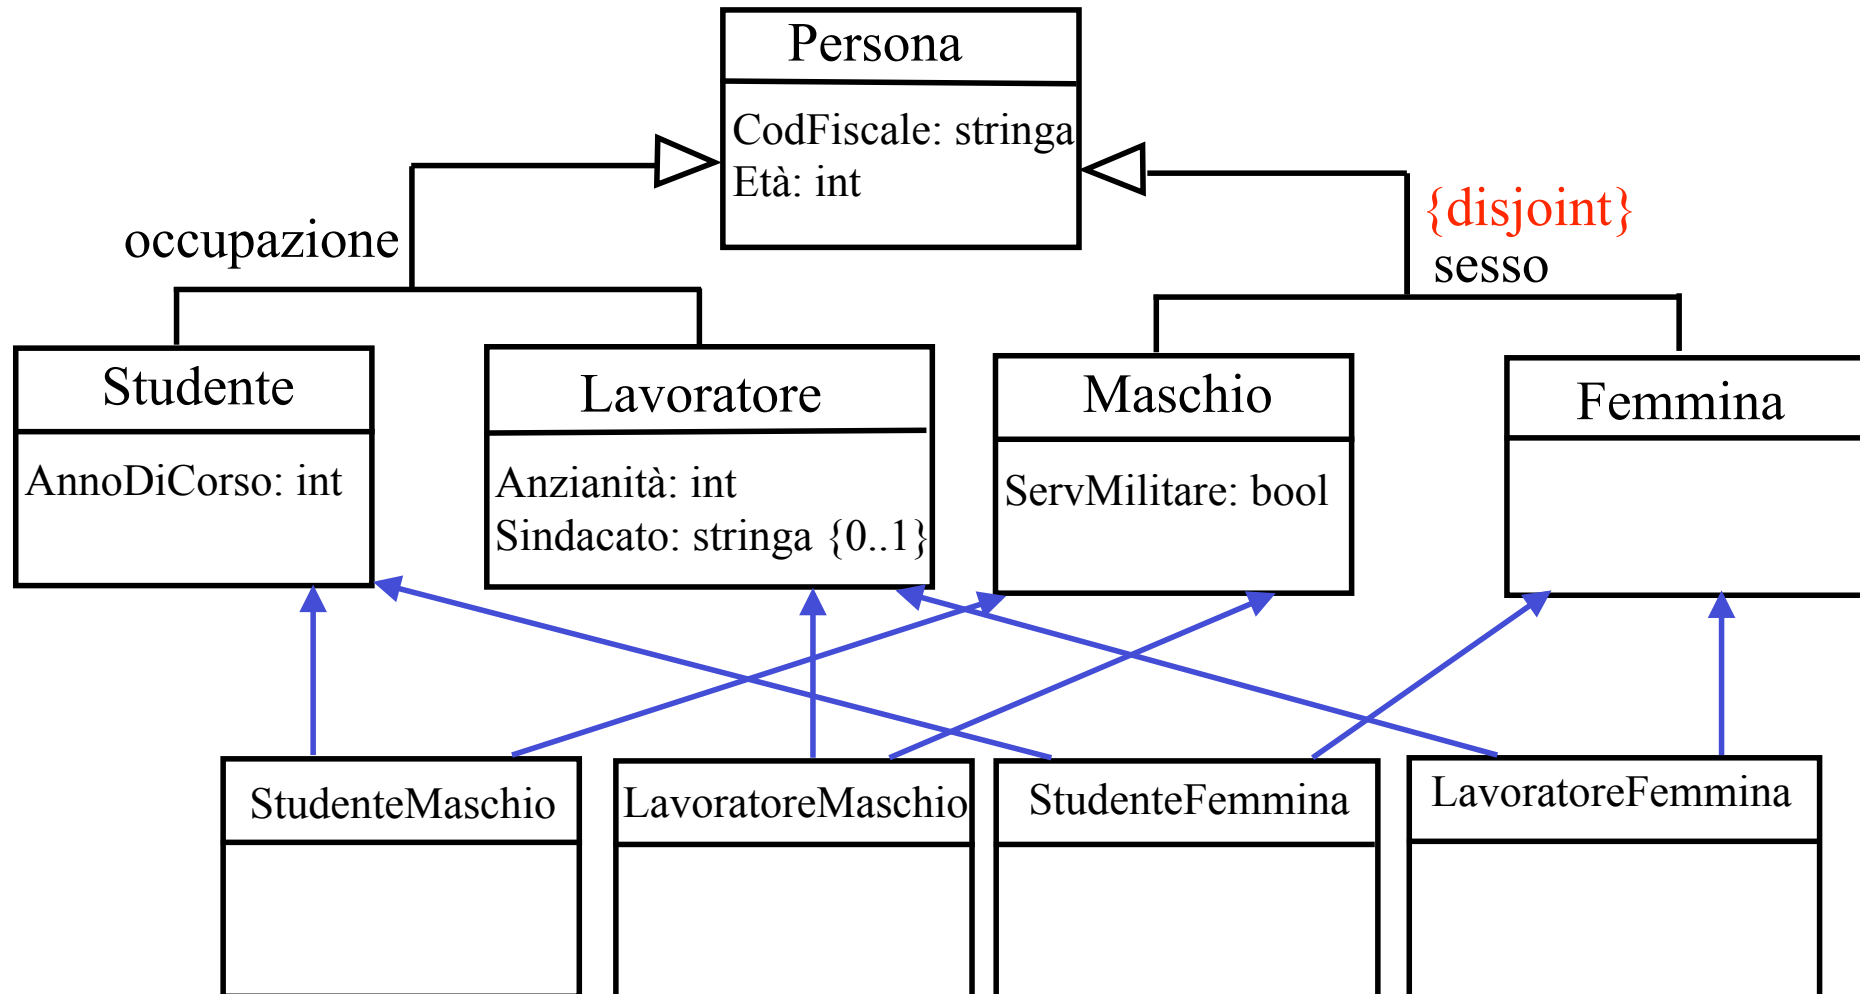 Persona
CodFiscale: stringa
Età: int
occupazione
{disjoint}
sesso
Studente
AnnoDiCorso: int
Lavoratore
Anzianità: int
Sindacato: stringa {0..1}
Maschio
ServMilitare: bool
Femmina
StudenteMaschio
LavoratoreMaschio
StudenteFemmina
LavoratoreFemmina